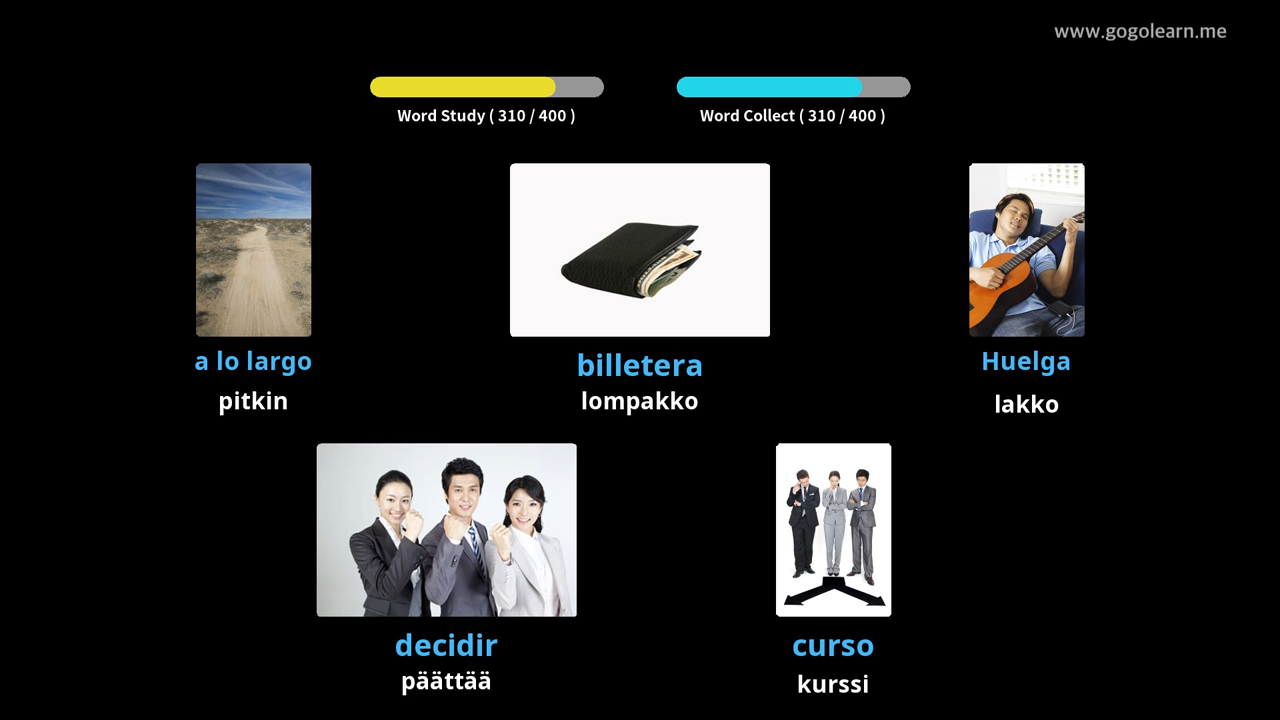 www.gogolearn.me
Word Study ( 310 / 400 )
Word Collect ( 310 / 400 )
a lo largo
pitkin
billetera
lompakko
Huelga
lakko
decidir
päättää
curso
kurssi